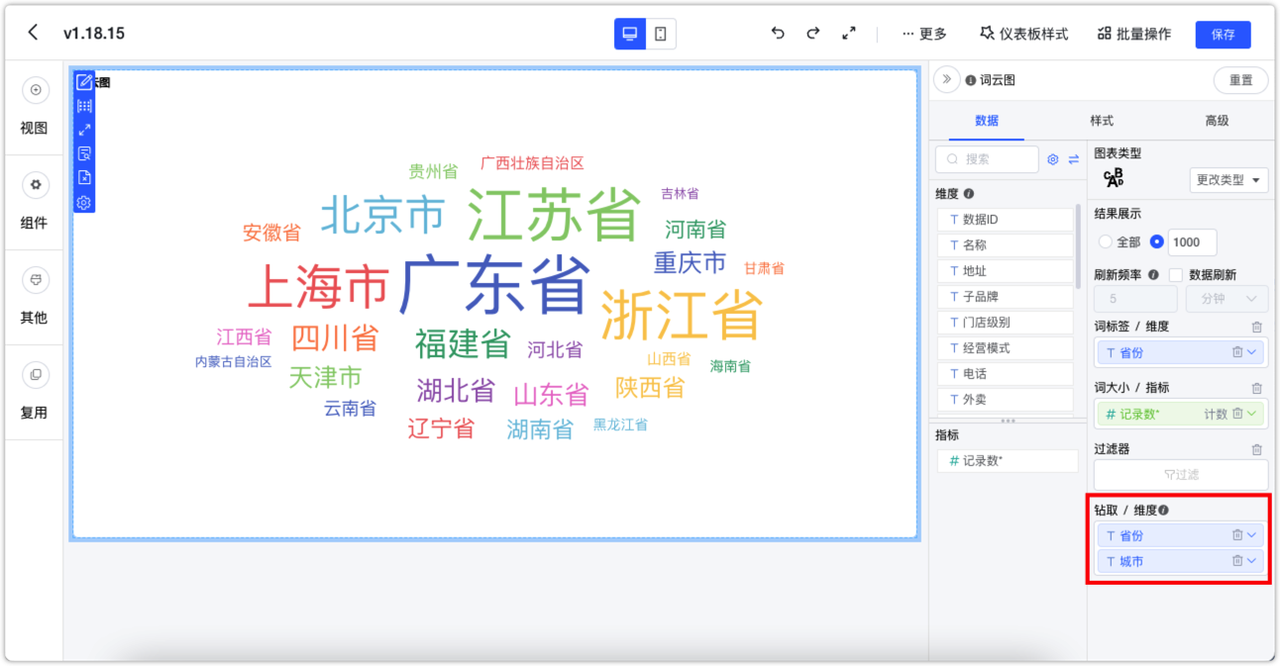 v1.18.15
更多
仪表板样式
批量操作
保存
视图
组件
其他
复用
云图
贵州省
广西壮族自治区
吉林省
安徽省
北京市
江苏省
河南省
重庆市
甘肃省
上海市
广东省
浙江省
江西省
四川省
福建省
河北省
山西省
海南省
内蒙古自治区
天津市
湖北省
山东省
陕西省
云南省
辽宁省
湖南省
黑龙江省
词云图
重置
数据
样式
高级
搜索
维度
T 数据ID
T 名称
T 地址
T 子品牌
T 门店级别
T 经营模式
T 电话
T 外卖
指标
# 记录数*
图表类型
更改类型
结果展示
全部
1000
刷新频率
数据刷新
5
分钟
词标签 / 维度
T 省份
词大小 / 指标
# 记录数* 计数
过滤器
过滤
钻取 / 维度
T 省份
T 城市